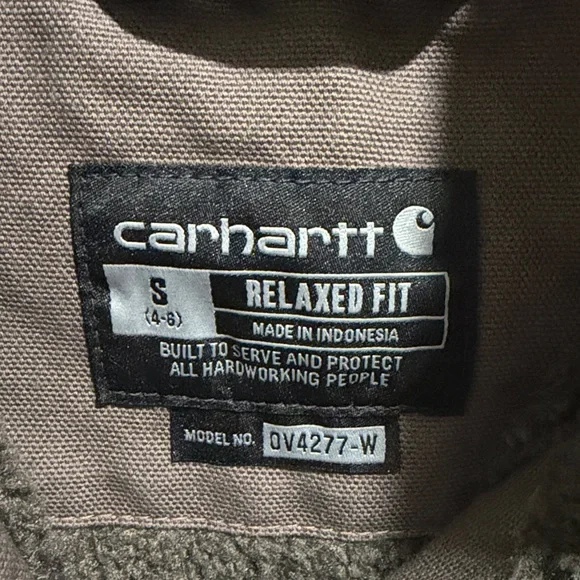 carhartt
S
(4-6)
RELAXED FIT
MADE IN INDONESIA
BUILT TO SERVE AND PROTECT
ALL HARDWORKING PEOPLE
MODEL NO. OV4277-W